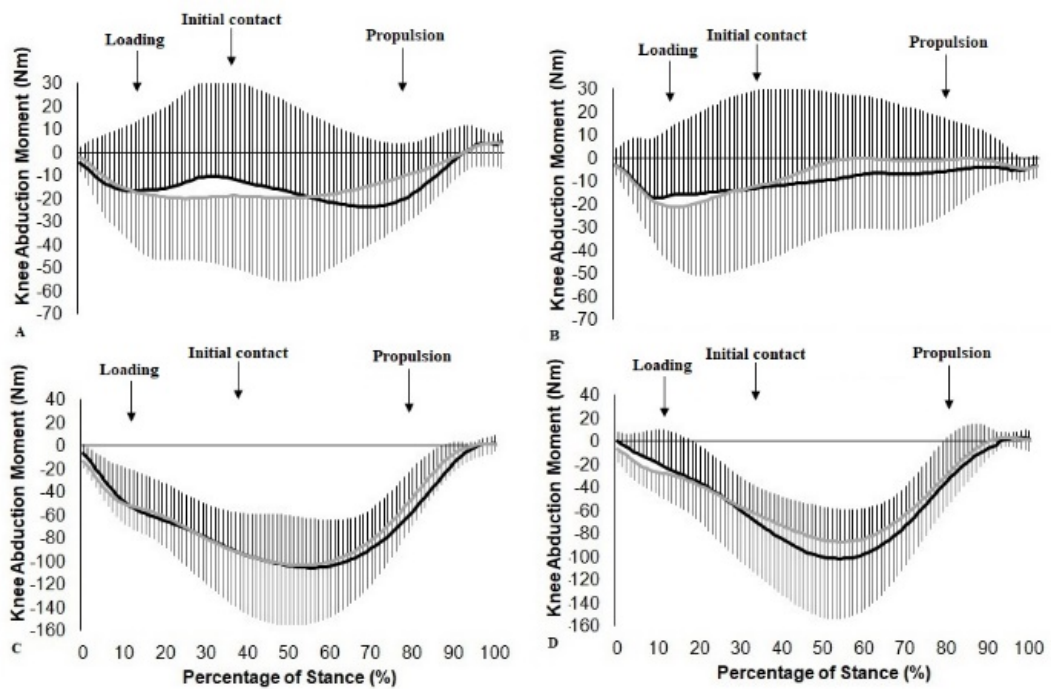 Initial contact
Loading
Propulsion
Knee Abduction Moment (Nm)
30
20
10
0
-10
-20
-30
-40
-50
-60
-70
A
Initial contact
Loading
Propulsion
Knee Abduction Moment (Nm)
30
20
10
0
-10
-20
-30
-40
-50
-60
-70
B
Initial contact
Loading
Propulsion
Knee Abduction Moment (Nm)
40
20
0
-20
-40
-60
-80
-100
-120
-140
-160
C
0 10 20 30 40 50 60 70 80 90 100
Percentage of Stance (%)
Initial contact
Loading
Propulsion
Knee Abduction Moment (Nm)
40
20
0
-20
-40
-60
-80
-100
-120
-140
-160
D
0 10 20 30 40 50 60 70 80 90 100
Percentage of Stance (%)